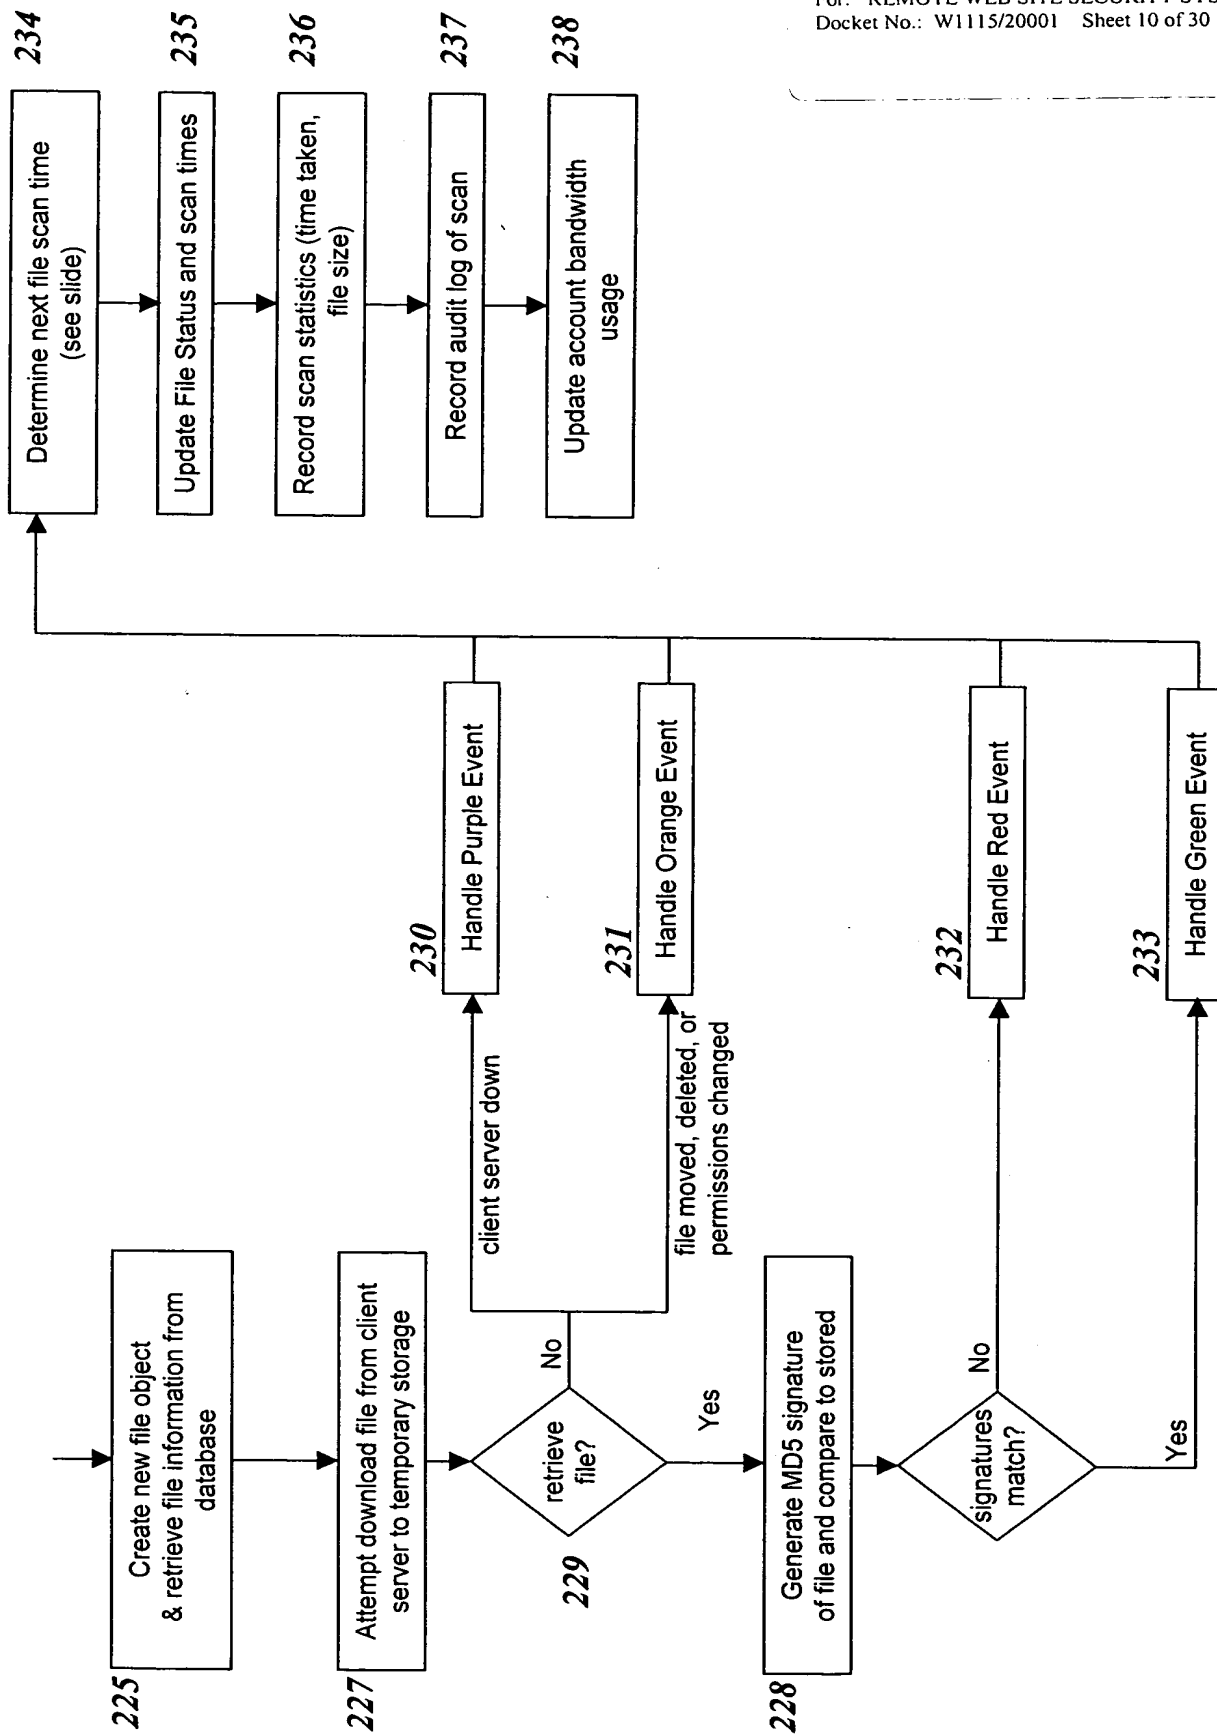 For: REMOTE WEB SITE SECURITY
Docket No.: W1115/20001 Sheet 10 of 30
225
Create new file object
& retrieve file information from
database
227
Attempt download file from client
server to temporary storage
229
retrieve
file?
No
Yes
client server down
file moved, deleted, or
permissions changed
228
Generate MD5 signature
of file and compare to stored
signatures
match?
No
Yes
230
Handle Purple Event
231
Handle Orange Event
232
Handle Red Event
233
Handle Green Event
234
Determine next file scan time
(see slide)
235
Update File Status and scan times
236
Record scan statistics (time taken,
file size)
237
Record audit log of scan
238
Update account bandwidth
usage